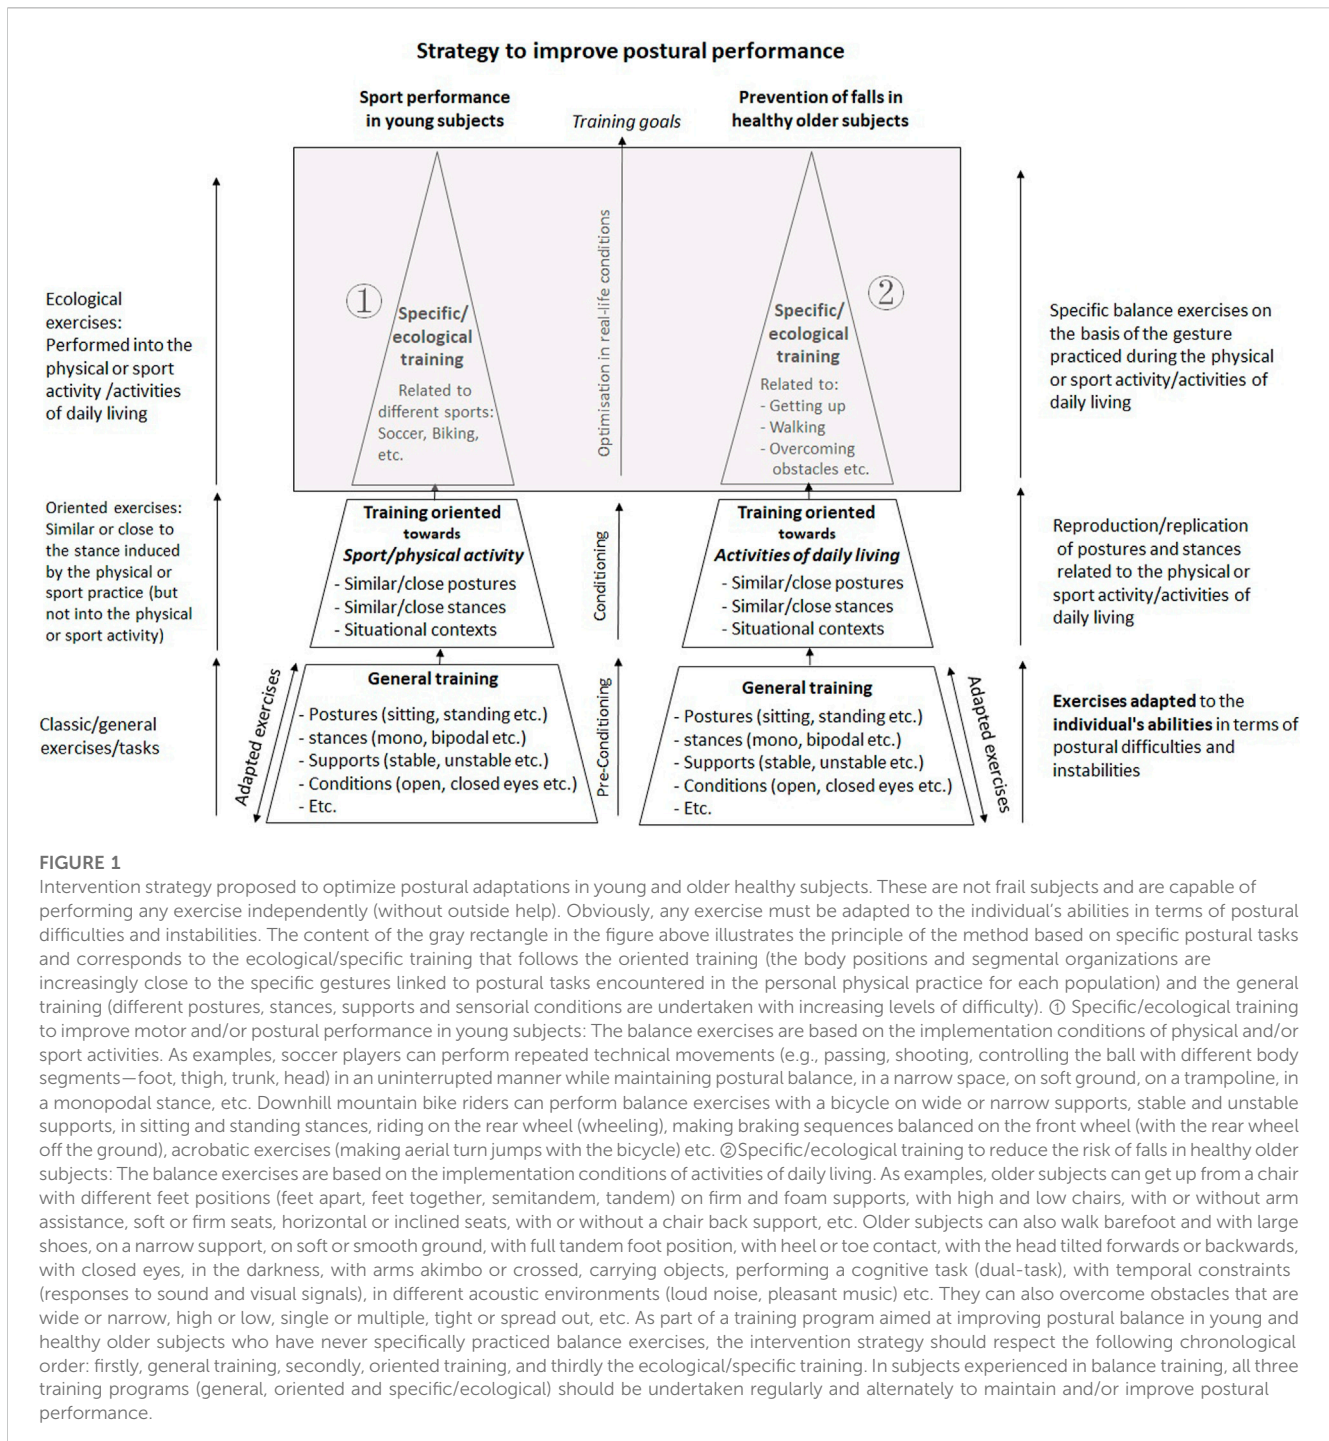 Strategy to improve postural performance
Sport performance
in young subjects
Training goals
Prevention of falls in
healthy older subjects
Ecological
exercises:
Performed into the
physical or sport
activity /activities
of daily living
①
Specific/
ecological
training
Related to
different sports:
Soccer, Biking,
etc.
Optimisation in real-life conditions
②
Specific/
ecological
training
Related to:
- Getting up
- Walking
- Overcoming
obstacles etc.
Specific balance exercises on
the basis of the gesture
practiced during the physical
or sport activity/activities of
daily living
Oriented exercises:
Similar or close to
the stance induced
by the physical or
sport practice (but
not into the physical
or sport activity)
Training oriented
towards
Sport/physical activity
- Similar/close postures
- Similar/close stances
- Situational contexts
Conditioning
Training oriented
towards
Activities of daily living
- Similar/close postures
- Similar/close stances
- Situational contexts
Reproduction/replication
of postures and stances
related to the physical or
sport activity/activities of
daily living
Classic/general
exercises/tasks
Adapted exercises
General training
- Postures (sitting, standing etc.)
- stances (mono, bipodal etc.)
- Supports (stable, unstable etc.)
- Conditions (open, closed eyes etc.)
- Etc.
Pre-Conditioning
General training
- Postures (sitting, standing etc.)
- stances (mono, bipodal etc.)
- Supports (stable, unstable etc.)
- Conditions (open, closed eyes etc.)
- Etc.
Adapted exercises
Exercises adapted to the
individual's abilities in terms of
postural difficulties and
instabilities
FIGURE 1
Intervention strategy proposed to optimize postural adaptations in young and older healthy subjects. These are not frail subjects and are capable of
performing any exercise independently (without outside help). Obviously, any exercise must be adapted to the individual's abilities in terms of postural
difficulties and instabilities. The content of the gray rectangle in the figure above illustrates the principle of the method based on specific postural tasks
and corresponds to the ecological/specific training that follows the oriented training (the body positions and segmental organizations are
increasingly close to the specific gestures linked to postural tasks encountered in the personal physical practice for each population) and the general
training (different postures, stances, supports and sensorial conditions are undertaken with increasing levels of difficulty). ① Specific/ecological training
to improve motor and/or postural performance in young subjects: The balance exercises are based on the implementation conditions of physical and/or
sport activities. As examples, soccer players can perform repeated technical movements (e.g., passing, shooting, controlling the ball with different body
segments—foot, thigh, trunk, head) in an uninterrupted manner while maintaining postural balance, in a narrow space, on soft ground, on a trampoline, in
a monopodal stance, etc. Downhill mountain bike riders can perform balance exercises with a bicycle on wide or narrow supports, stable and unstable
supports, in sitting and standing stances, riding on the rear wheel (wheeling), making braking sequences balanced on the front wheel (with the rear wheel
off the ground), acrobatic exercises (making aerial turn jumps with the bicycle) etc. ②Specific/ecological training to reduce the risk of falls in healthy older
subjects: The balance exercises are based on the implementation conditions of activities of daily living. As examples, older subjects can get up from a chair
with different feet positions (feet apart, feet together, semitandem, tandem) on firm and foam supports, with high and low chairs, with or without arm
assistance, soft or firm seats, horizontal or inclined seats, with or without a chair back support, etc. Older subjects can also walk barefoot and with large
shoes, on a narrow support, on soft or smooth ground, with full tandem foot position, with heel or toe contact, with the head tilted forwards or backwards,
with closed eyes, in the darkness, with arms akimbo or crossed, carrying objects, performing a cognitive task (dual-task), with temporal constraints
(responses to sound and visual signals), in different acoustic environments (loud noise, pleasant music) etc. They can also overcome obstacles that are
wide or narrow, high or low, single or multiple, tight or spread out, etc. As part of a training program aimed at improving postural balance in young and
healthy older subjects who have never specifically practiced balance exercises, the intervention strategy should respect the following chronological
order: firstly, general training, secondly, oriented training, and thirdly the ecological/specific training. In subjects experienced in balance training, all three
training programs (general, oriented and specific/ecological) should be undertaken regularly and alternately to maintain and/or improve postural
performance.